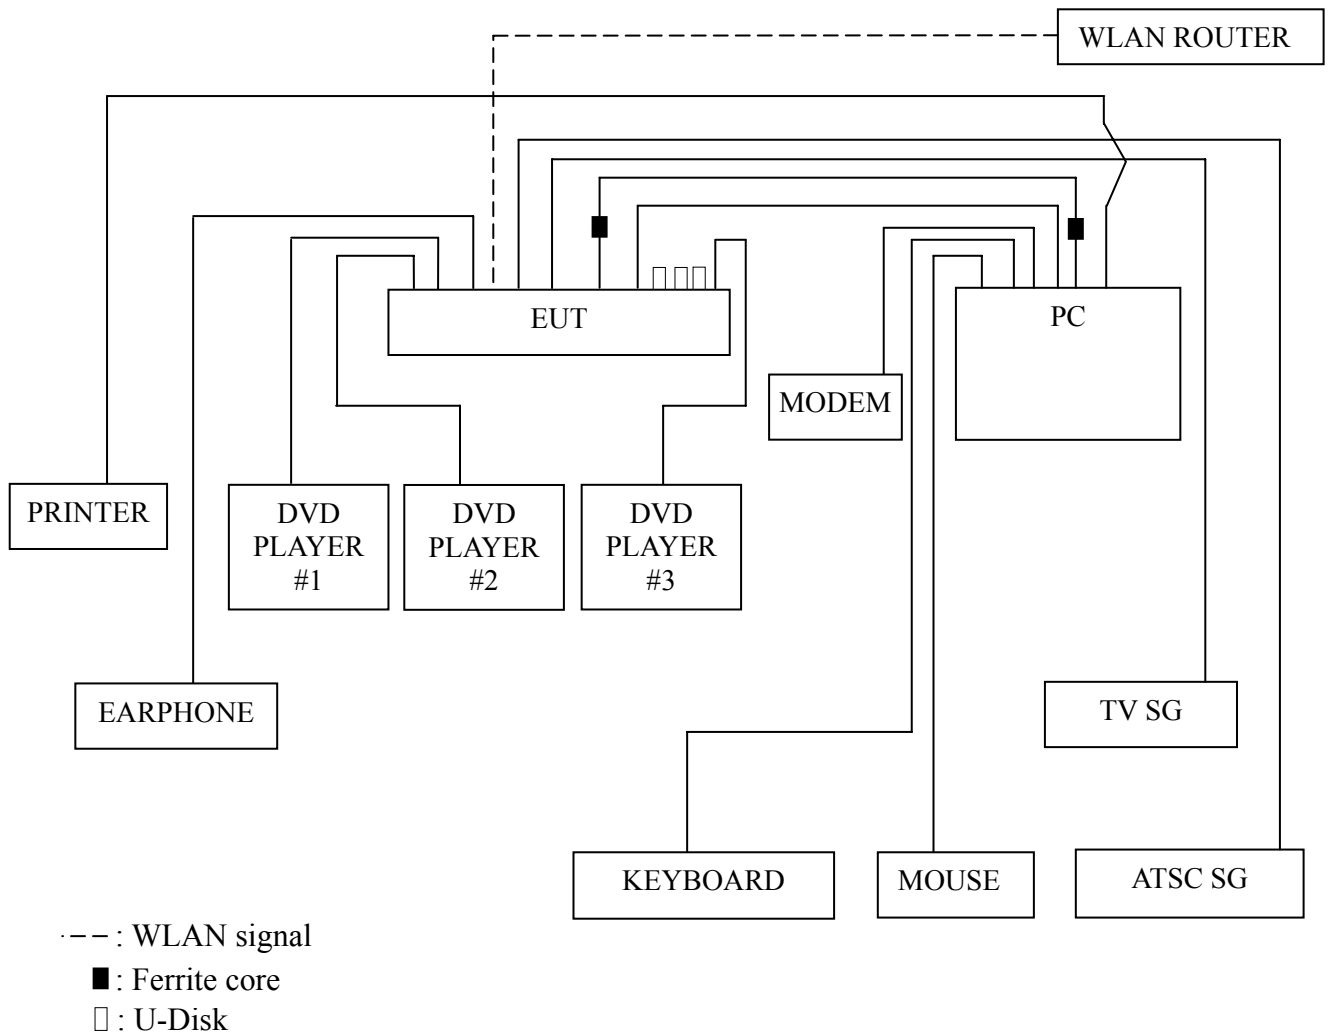 WLAN ROUTER
EUT
PC
MODEM
PRINTER
DVD
PLAYER
#1
DVD
PLAYER
#2
DVD
PLAYER
#3
EARPHONE
TV SG
KEYBOARD
MOUSE
ATSC SG
: WLAN signal
: Ferrite core
: U-Disk